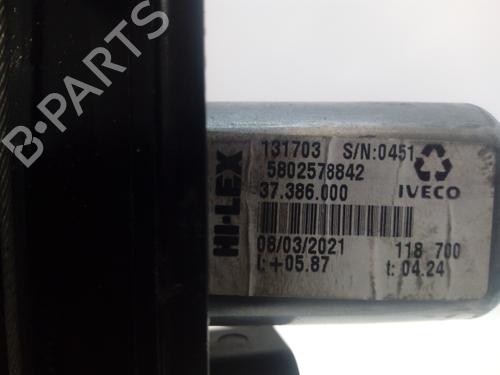 B-PARTS
HI-LEX
131703 S/N:0451
5802578842
37.386.000
IVECO
08/03/2021 118 700
I:+05.87 t:04.24